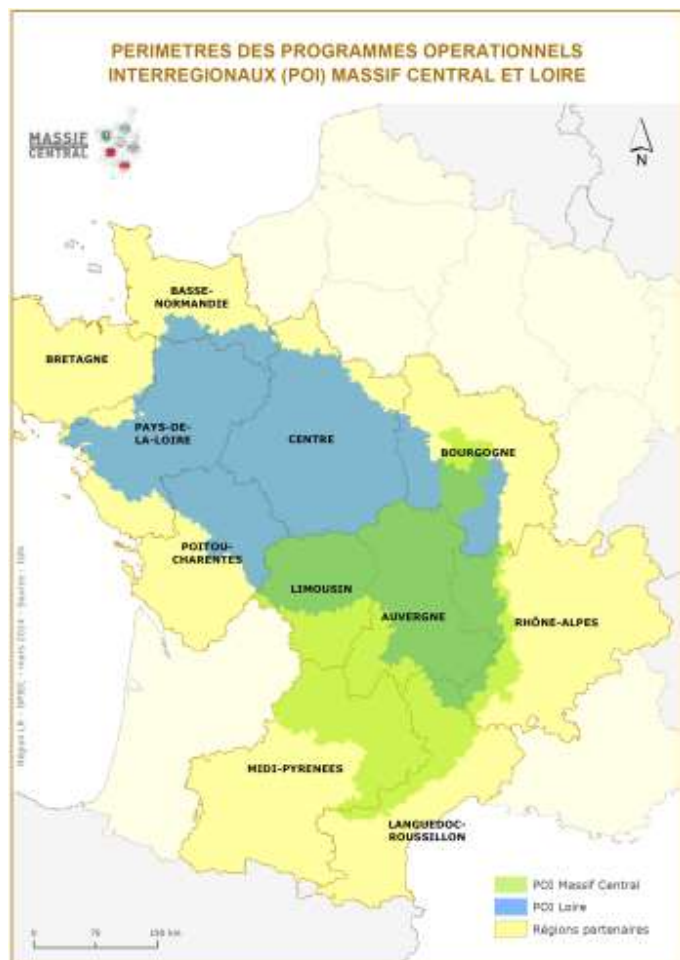 PERIMETRES DES PROGRAMMES OPERATIONNELS
INTERREGIONAUX (POI) MASSIF CENTRAL ET LOIRE
MASSIF
CENTRAL
N
BASSE-
NORMANDIE
BRETAGNE
PAYS-DE-
LA-LOIRE
CENTRE
BOURGOGNE
POITOU-
CHARENTES
LIMOUSIN
AUVERGNE
RHÔNE-ALPES
MIDI-PYRENEES
LANGUEDOC-
ROUSSILLON
POI Massif Central
POI Loire
Régions partenaires
0 75 150 km